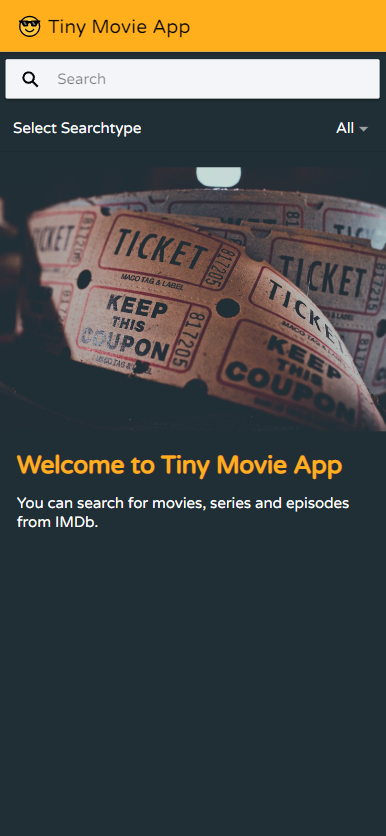 Tiny Movie App
Search
Select Searchtype
All
TICKET
TICKET
817205
81
TICKET
TICKET
MACO TAG & LABEL
KEEP
THIS
COUPON
817205
KEEP
THIS
COUPON
Welcome to Tiny Movie App
You can search for movies, series and episodes
from IMDb.